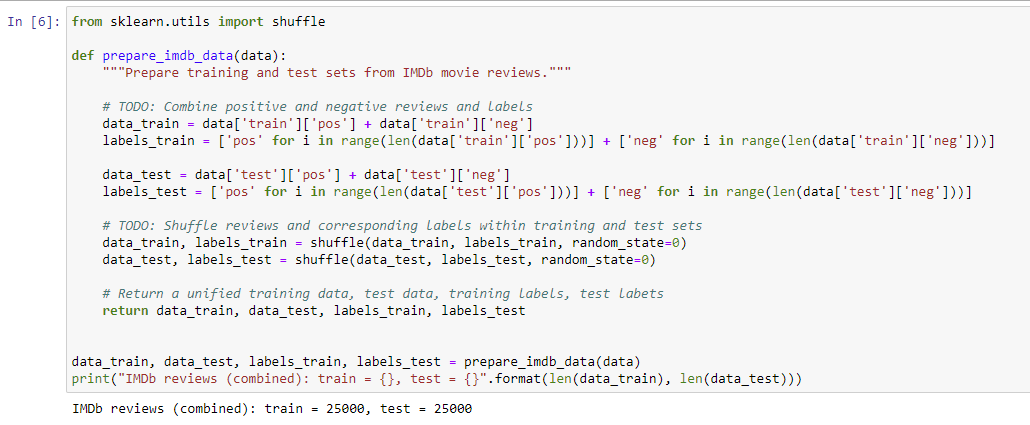 In [6]: from sklearn.utils import shuffle
def prepare_imdb_data(data):
"""Prepare training and test sets from IMDb movie reviews."""
# TODO: Combine positive and negative reviews and labels
data_train = data['train']['pos'] + data['train']['neg']
labels_train = ['pos' for i in range(len(data['train']['pos']))] + ['neg' for i in range(len(data['train']['neg']))]
data_test = data['test']['pos'] + data['test']['neg']
labels_test = ['pos' for i in range(len(data['test']['pos']))] + ['neg' for i in range(len(data['test']['neg']))]
# TODO: Shuffle reviews and corresponding labels within training and test sets
data_train, labels_train = shuffle(data_train, labels_train, random_state=0)
data_test, labels_test = shuffle(data_test, labels_test, random_state=0)
# Return a unified training data, test data, training labels, test labets
return data_train, data_test, labels_train, labels_test
data_train, data_test, labels_train, labels_test = prepare_imdb_data(data)
print("IMDb reviews (combined): train = {}, test = {}".format(len(data_train), len(data_test)))
IMDb reviews (combined): train = 25000, test = 25000